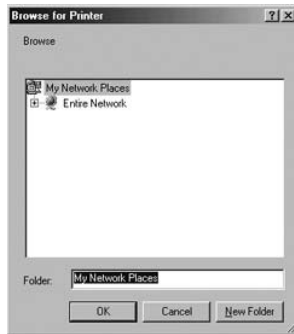 Browse for Printer
Browse
My Network Places
Entire Network
Folder: My Network Places
OK Cancel New Folder